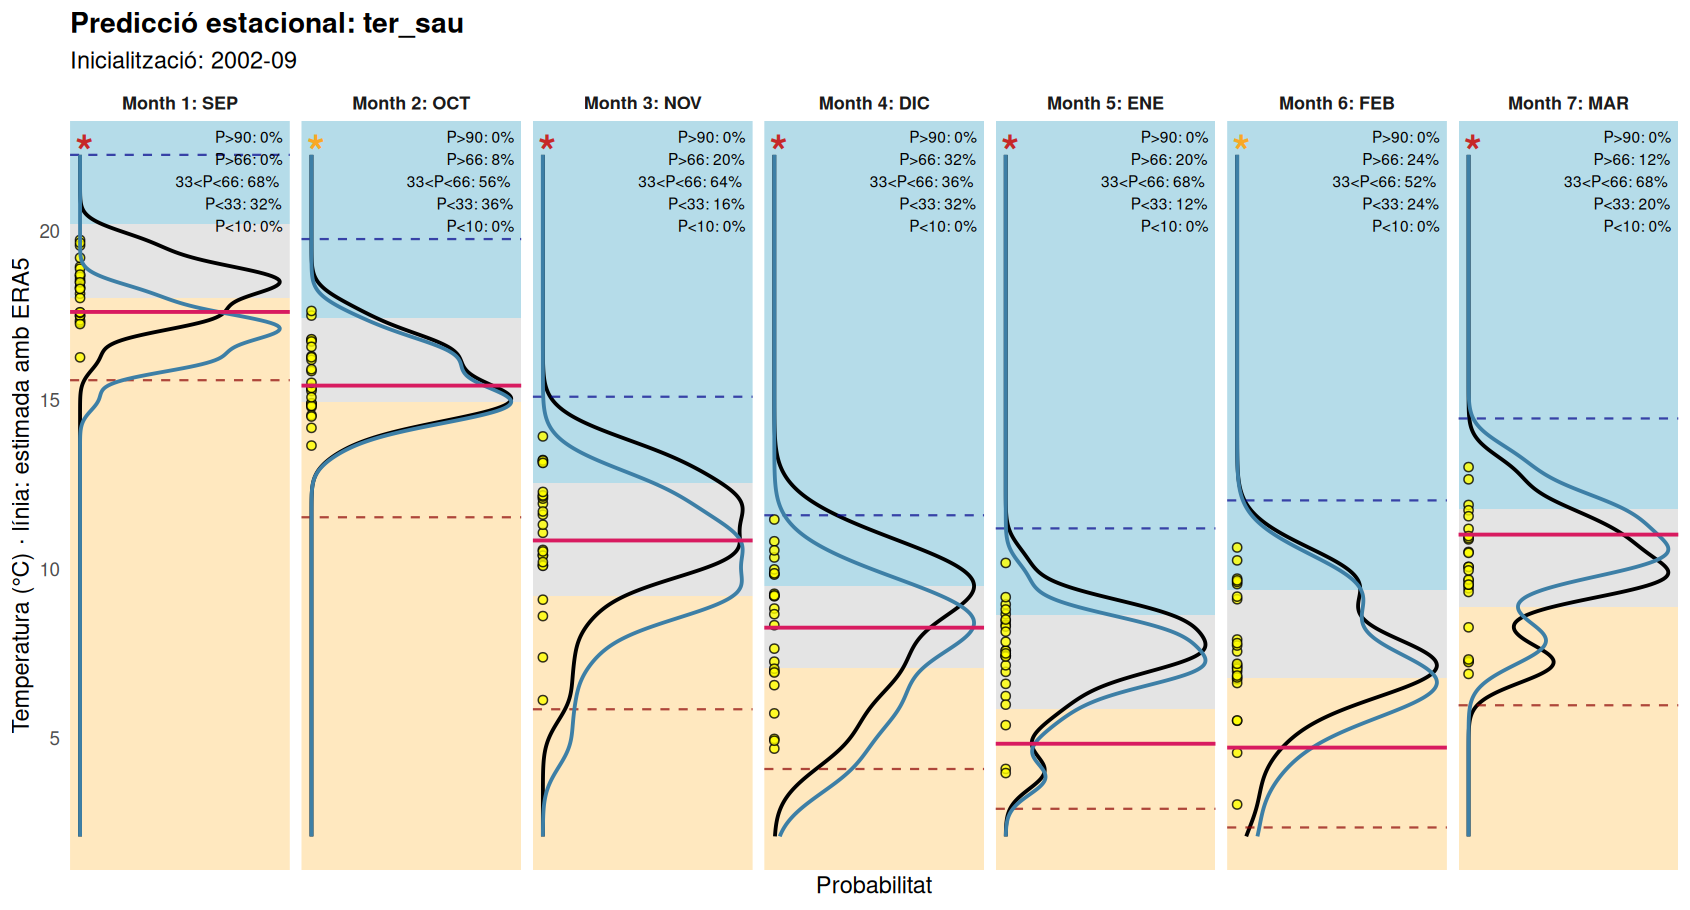 Predicció estacional: ter_sau
Inicialització: 2002-09
Month 1: SEP
Month 2: OCT
Month 3: NOV
Month 4: DIC
Month 5: ENE
Month 6: FEB
Month 7: MAR
P>90: 0%
P>66: 0%
33<P<66: 68%
P<33: 32%
P<10: 0%
P>90: 0%
P>66: 8%
33<P<66: 56%
P<33: 36%
P<10: 0%
P>90: 0%
P>66: 20%
33<P<66: 64%
P<33: 16%
P<10: 0%
P>90: 0%
P>66: 32%
33<P<66: 36%
P<33: 32%
P<10: 0%
P>90: 0%
P>66: 20%
33<P<66: 68%
P<33: 12%
P<10: 0%
P>90: 0%
P>66: 24%
33<P<66: 52%
P<33: 24%
P<10: 0%
P>90: 0%
P>66: 12%
33<P<66: 68%
P<33: 20%
P<10: 0%
20
15
10
5
Temperatura (°C) · línia: estimada amb ERA5
Probabilitat